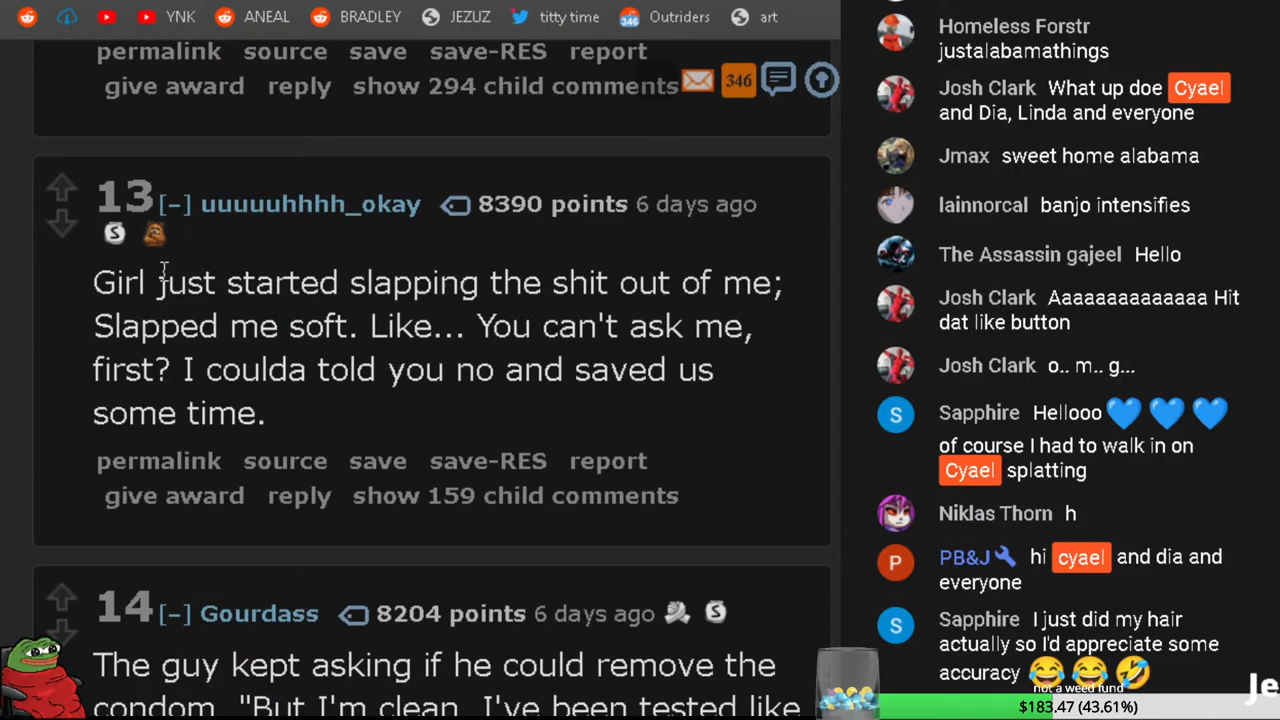 YNK ANEAL BRADLEY JEZUZ titty time 346 Outriders art
permalink source save save-RES report
give award reply show 294 child comments 346
13 [–] uuuuuhhhh_okay 8390 points 6 days ago
S
Girl just started slapping the shit out of me;
Slapped me soft. Like... You can't ask me,
first? I coulda told you no and saved us
some time.
permalink source save save-RES report
give award reply show 159 child comments
14 [–] Gourdass 8204 points 6 days ago S
The guy kept asking if he could remove the
condom. "But I'm clean. I've been tested like
Homeless Forstr
justalabamathings
Josh Clark What up doe Cyael
and Dia, Linda and everyone
Jmax sweet home alabama
lainnorcal banjo intensifies
The Assassin gajeel Hello
Josh Clark Aaaaaaaaaaaaa Hit
dat like button
Josh Clark o.. m.. g...
S Sapphire Hellooo 💙 💙 💙
of course I had to walk in on
Cyael splatting
Niklas Thorn h
P PB&J hi cyael and dia and
everyone
S Sapphire I just did my hair
actually so I'd appreciate some
accuracy 😂 😂 🤣
not a weed fund
$183.47 (43.61%)
Je